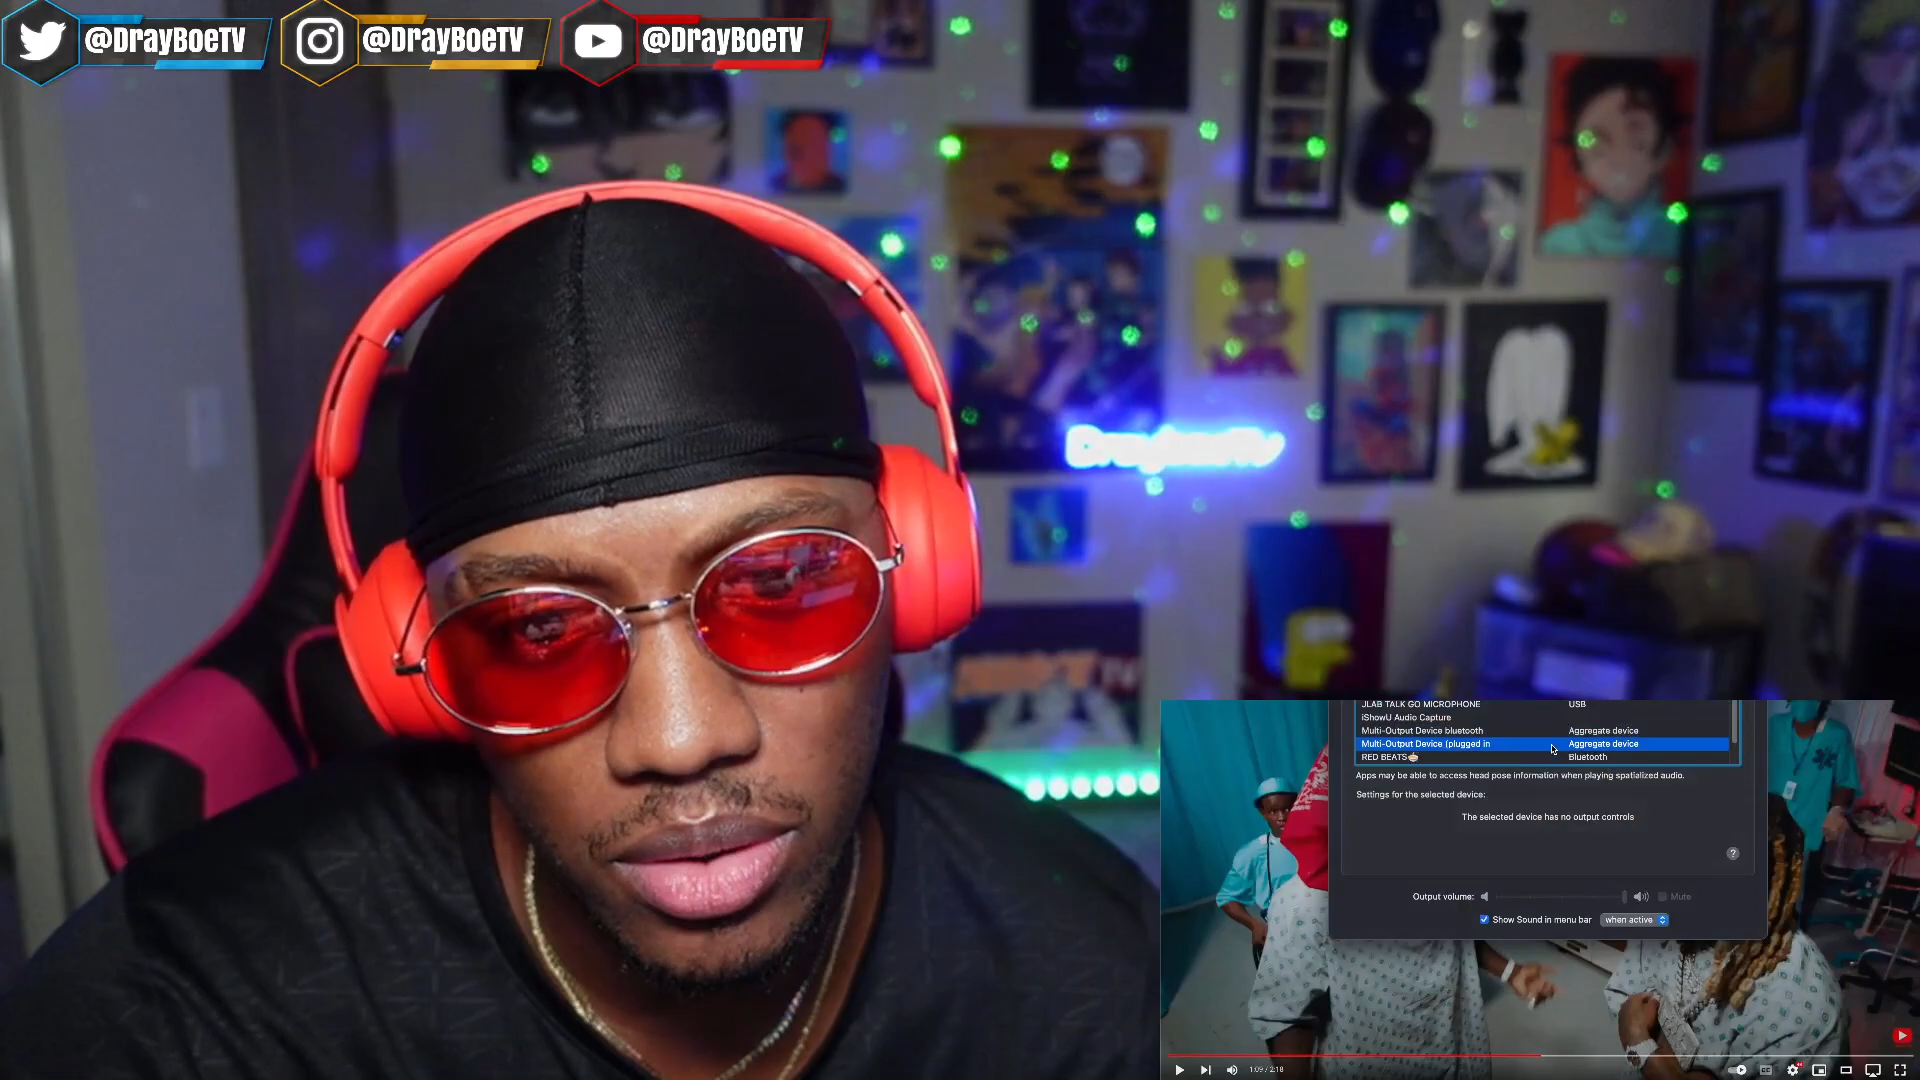 @DrayBoeTV @DrayBoeTV @DrayBoeTV
DrayBoeTV
JLAB TALK GO MICROPHONE USB
iShowU Audio Capture
Multi-Output Device bluetooth Aggregate device
Multi-Output Device (plugged in Aggregate device
RED BEATS Bluetooth
Apps may be able to access head pose information when playing spatialized audio.
Settings for the selected device:
The selected device has no output controls
?
Output volume: Mute
Show Sound in menu bar when active
1:09 / 2:18